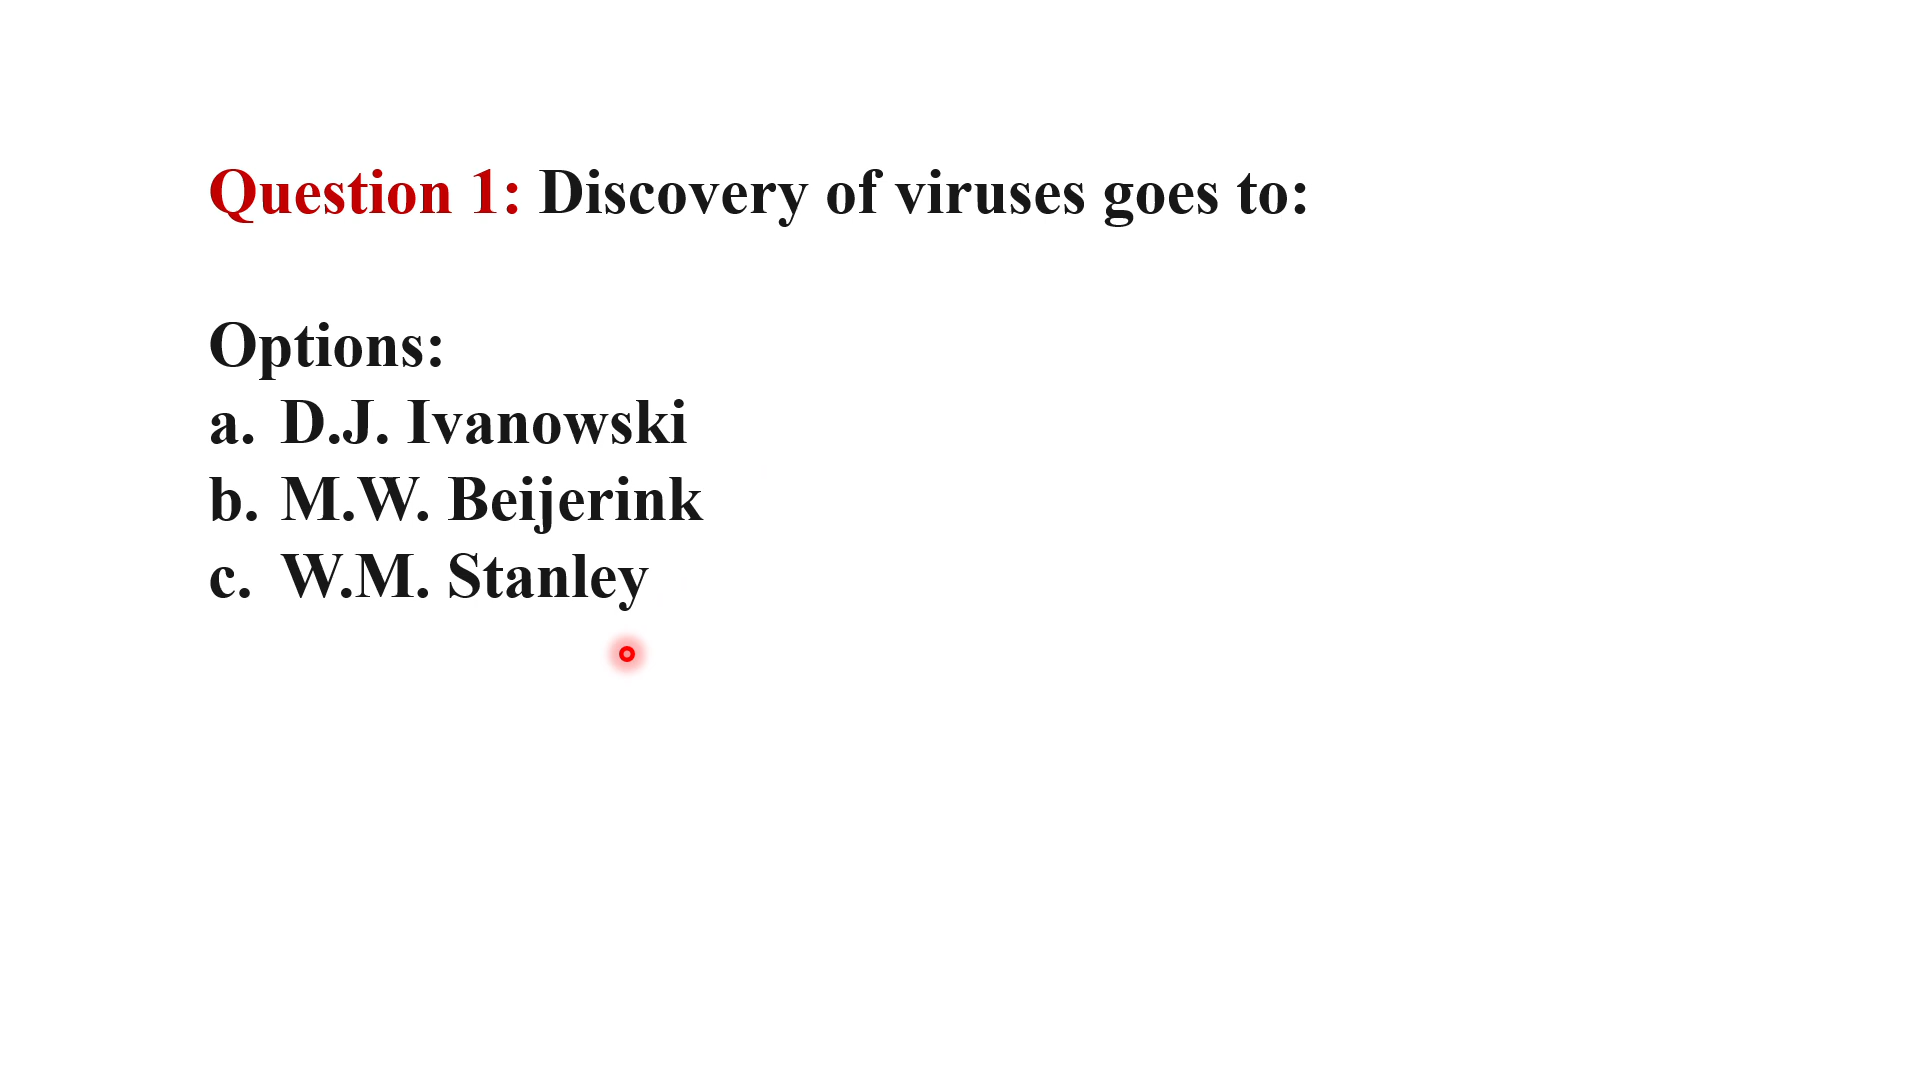 Question 1: Discovery of viruses goes to:
Options:
a. D.J. Ivanowski
b. M.W. Beijerink
c. W.M. Stanley